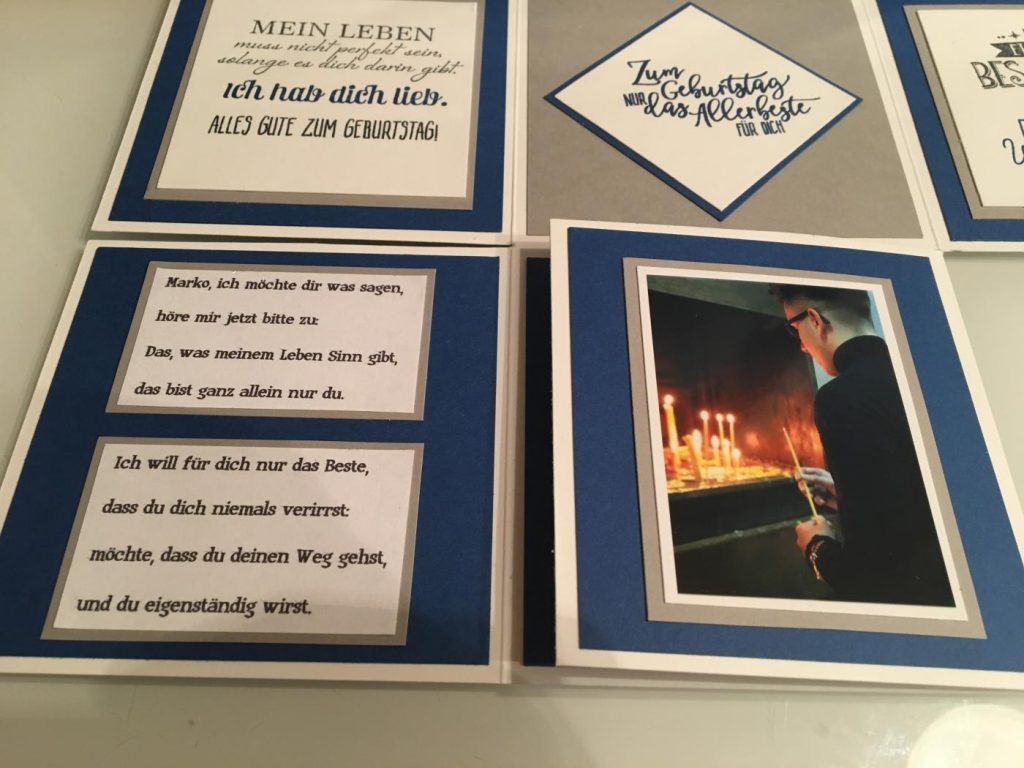 MEIN LEBEN
muss nicht perfekt sein,
solange es dich darin gibt.
Ich hab dich lieb.
ALLES GUTE ZUM GEBURTSTAG!
Zum
Geburtstag
NUR das Allerbeste
FÜR DICH
BES
Marko, ich möchte dir was sagen,
höre mir jetzt bitte zu:
Das, was meinem Leben Sinn gibt,
das bist ganz allein nur du.
Ich will für dich nur das Beste,
dass du dich niemals verirrst:
möchte, dass du deinen Weg gehst,
und du eigenständig wirst.